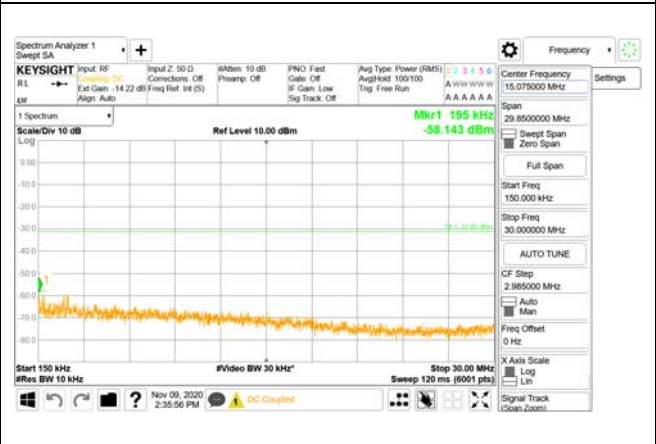 Spectrum Analyzer 1
Swept SA
Frequency
KEYSIGHT
RL
Input: RF
Coupling: DC
Ext Gain: -14.22 dB
Align: Auto
Input Z: 50 Ω
Corrections: Off
Freq Ref: Int (S)
#Atten: 10 dB
Preamp: Off
PNO: Fast
Gate: Off
IF Gain: Low
Sig Track: Off
Avg Type: Power (RMS)
Avg|Hold: 100/100
Trig: Free Run
1 2 3 4 5 6
A W W W W W
A A A A A A
1 Spectrum
Scale/Div 10 dB
Log
Ref Level 10.00 dBm
Mkr1 195 kHz
-58.143 dBm
0.00
-10.0
-20.0
-30.0
-40.0
-50.0
-60.0
-70.0
-80.0
1
Start 150 kHz
#Res BW 10 kHz
#Video BW 30 kHz*
Stop 30.00 MHz
Sweep 120 ms (6001 pts)
Nov 09, 2020
2:35:56 PM
1
DC Coupled
Center Frequency
15.075000 MHz
Settings
Span
29.8500000 MHz
Swept Span
Zero Span
Full Span
Start Freq
150.000 kHz
Stop Freq
30.000000 MHz
AUTO TUNE
CF Step
2.985000 MHz
Auto
Man
Freq Offset
0 Hz
X Axis Scale
Log
Lin
Signal Track
(Span Zoom)